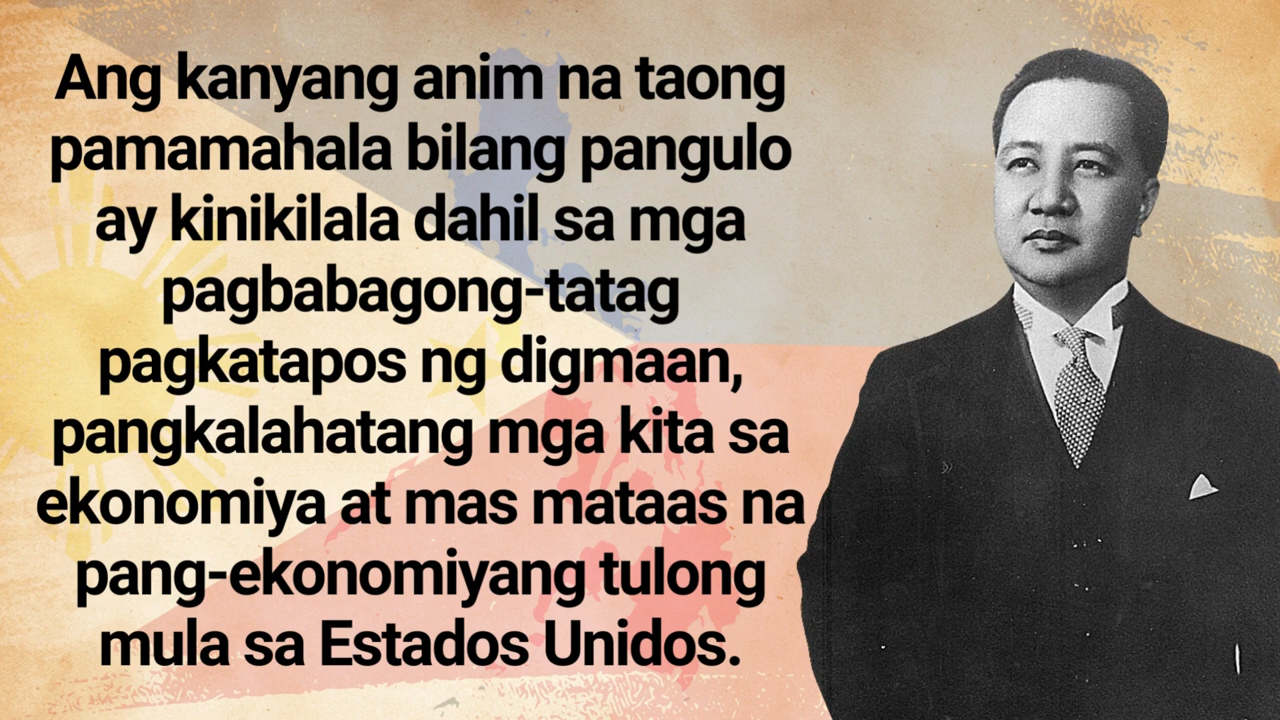 Ang kanyang anim na taong
pamamahala bilang pangulo
ay kinikilala dahil sa mga
pagbabagong-tatag
pagkatapos ng digmaan,
pangkalahatang mga kita sa
ekonomiya at mas mataas na
pang-ekonomiyang tulong
mula sa Estados Unidos.